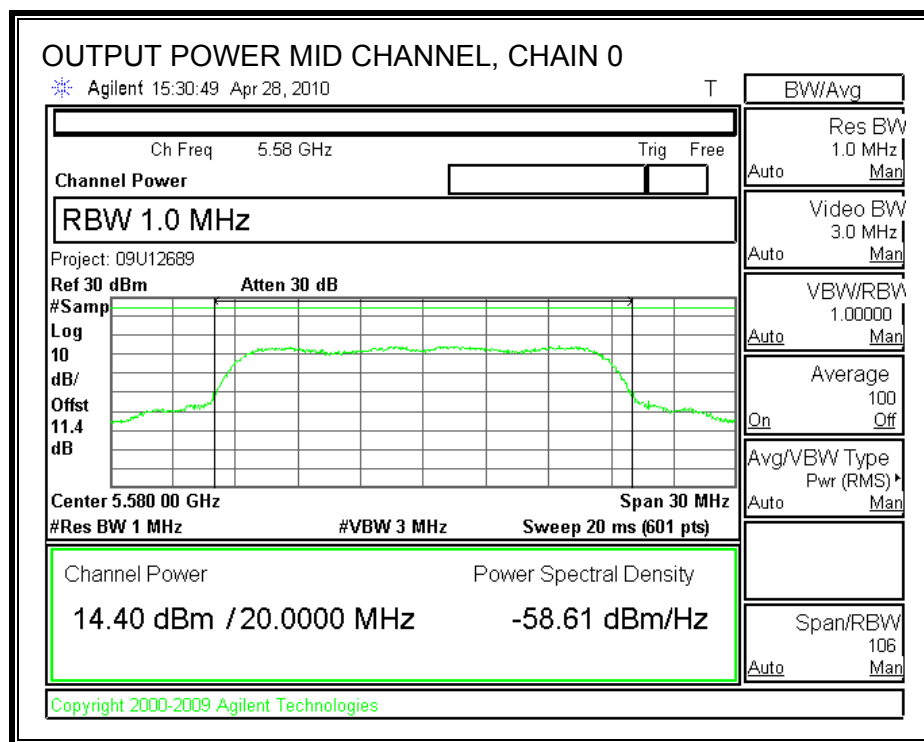 OUTPUT POWER MID CHANNEL, CHAIN 0
Agilent 15:30:49 Apr 28, 2010 T
BW/Avg
Ch Freq 5.58 GHz Trig Free
Channel Power
RBW 1.0 MHz
Project: 09U12689
Ref 30 dBm Atten 30 dB
#Samp
Log
10
dB/
Offst
11.4
dB
Center 5.580 00 GHz Span 30 MHz
#Res BW 1 MHz #VBW 3 MHz Sweep 20 ms (601 pts)
Channel Power Power Spectral Density
14.40 dBm / 20.0000 MHz -58.61 dBm/Hz
Copyright 2000-2009 Agilent Technologies
Res BW
1.0 MHz
Auto Man
Video BW
3.0 MHz
Auto Man
VBW/RBW
1.00000
Auto Man
Average
100
On Off
Avg/VBW Type
Pwr (RMS)
Auto Man
Span/RBW
106
Auto Man